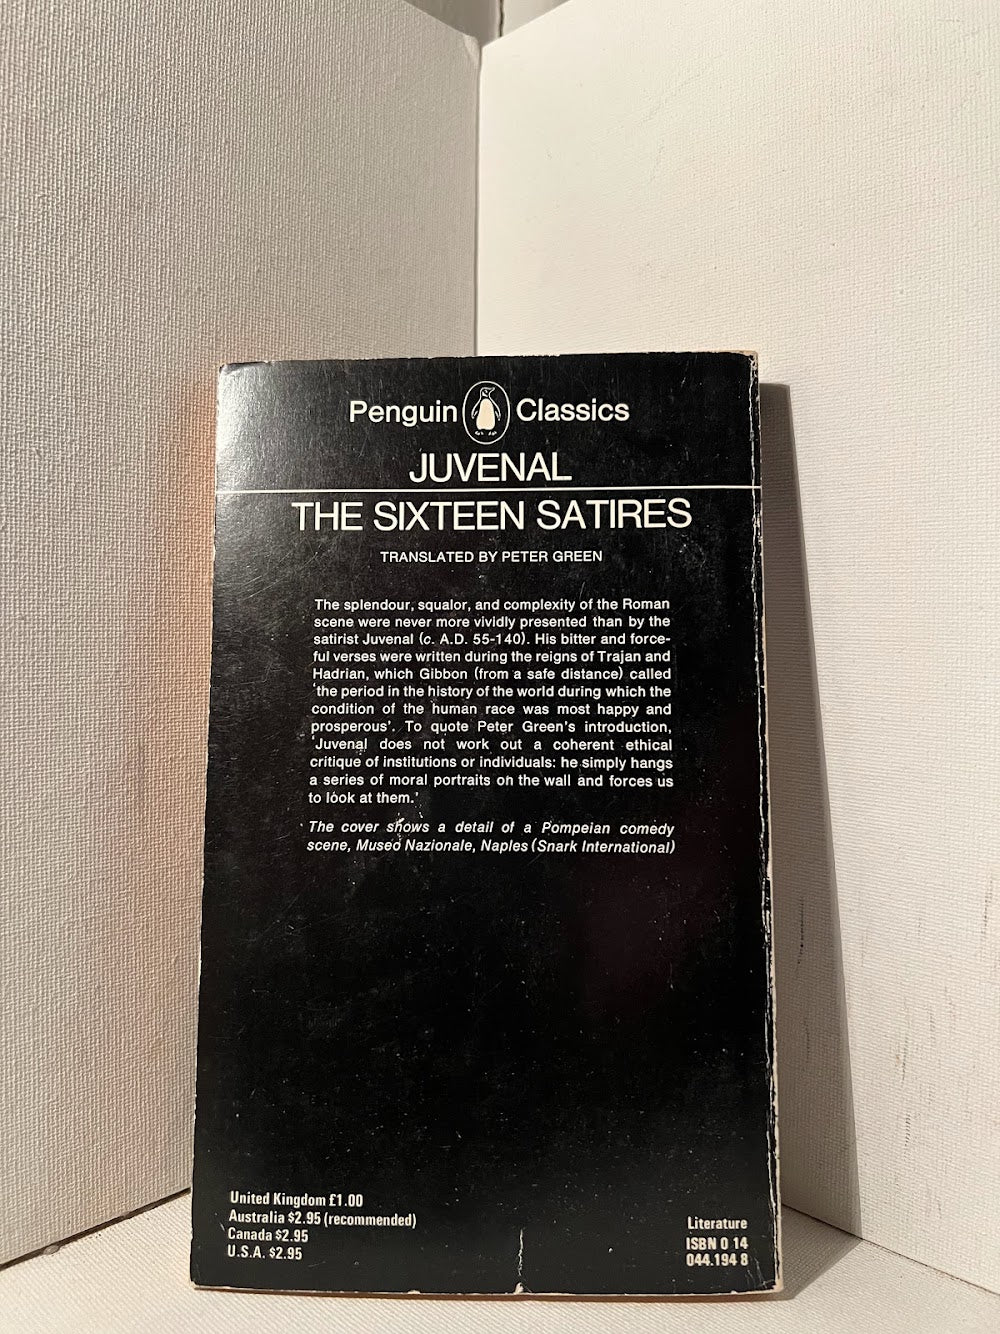 Penguin Classics
JUVENAL
THE SIXTEEN SATIRES
TRANSLATED BY PETER GREEN
The splendour, squalor, and complexity of the Roman
scene were never more vividly presented than by the
satirist Juvenal (c. A.D. 55-140). His bitter and force-
ful verses were written during the reigns of Trajan and
Hadrian, which Gibbon (from a safe distance) called
'the period in the history of the world during which the
condition of the human race was most happy and
prosperous'. To quote Peter Green's introduction,
'Juvenal does not work out a coherent ethical
critique of institutions or individuals: he simply hangs
a series of moral portraits on the wall and forces us
to look at them.'
The cover shows a detail of a Pompeian comedy
scene, Museo Nazionale, Naples (Snark International)
United Kingdom £1.00
Australia $2.95 (recommended)
Canada $2.95
U.S.A. $2.95
Literature
ISBN 0 14
044.194 8